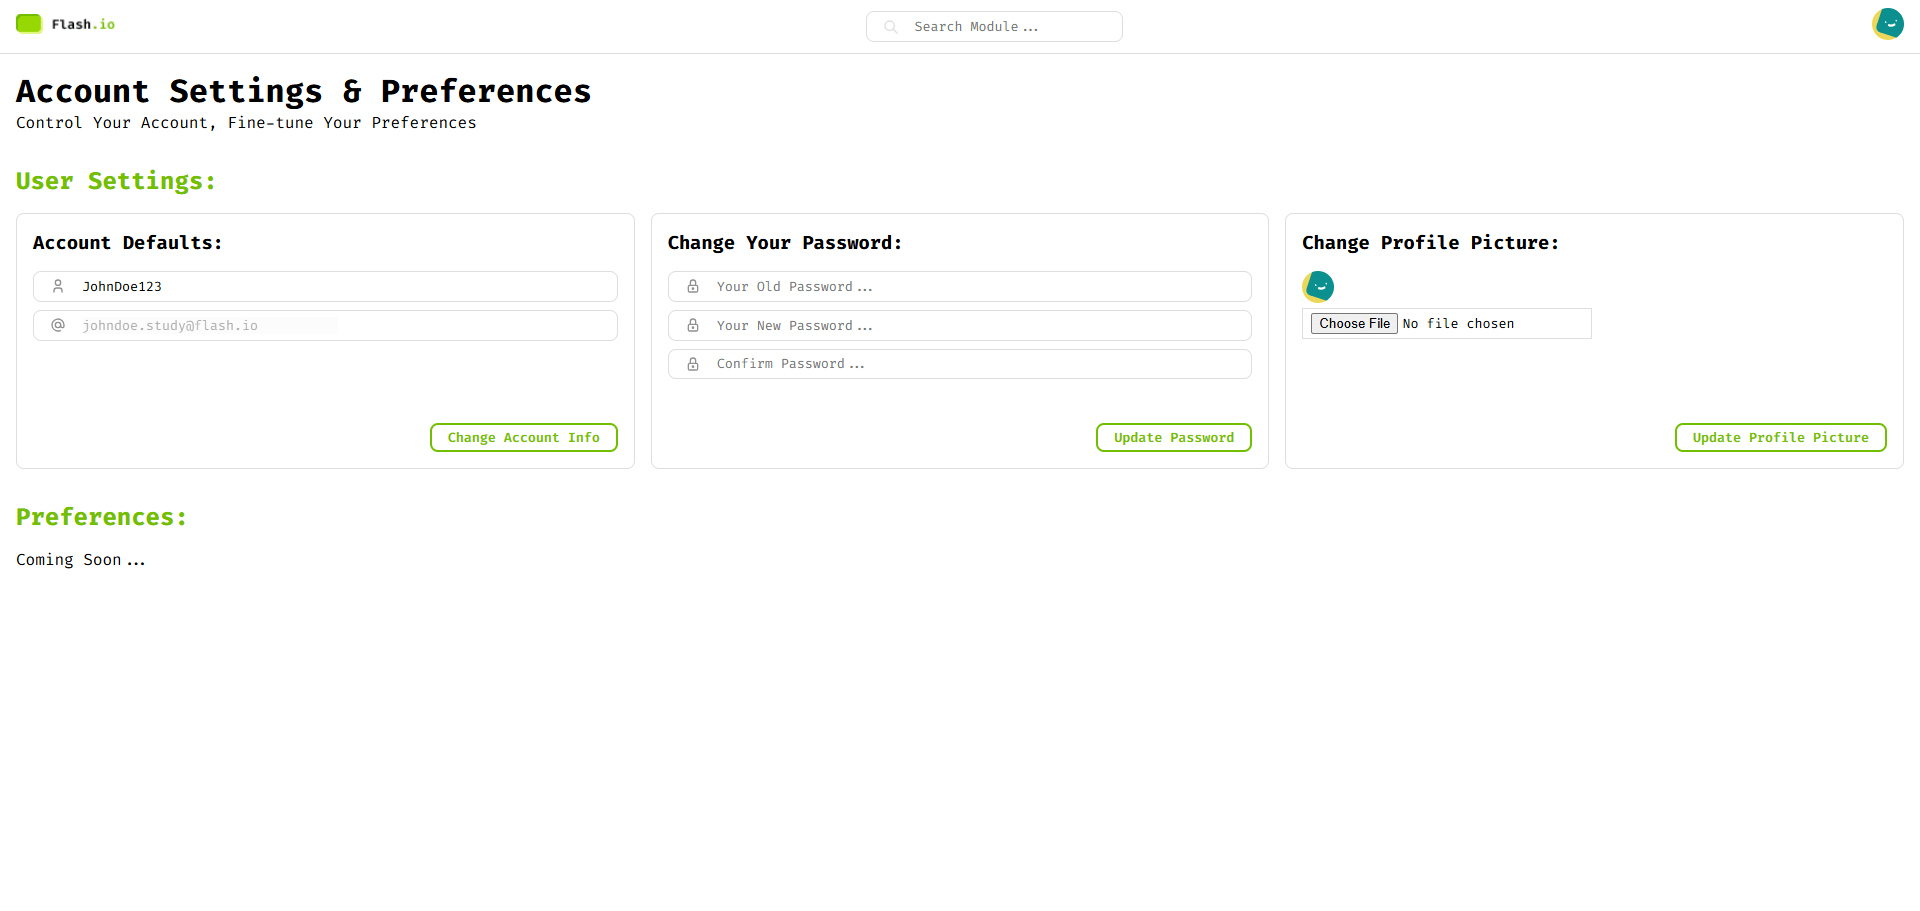 Flash.io
Search Module...
Account Settings & Preferences
Control Your Account, Fine-tune Your Preferences
User Settings:
Account Defaults:
JohnDoe123
johndoe.study@flash.io
Change Account Info
Change Your Password:
Your Old Password...
Your New Password...
Confirm Password...
Update Password
Change Profile Picture:
Choose File No file chosen
Update Profile Picture
Preferences:
Coming Soon...